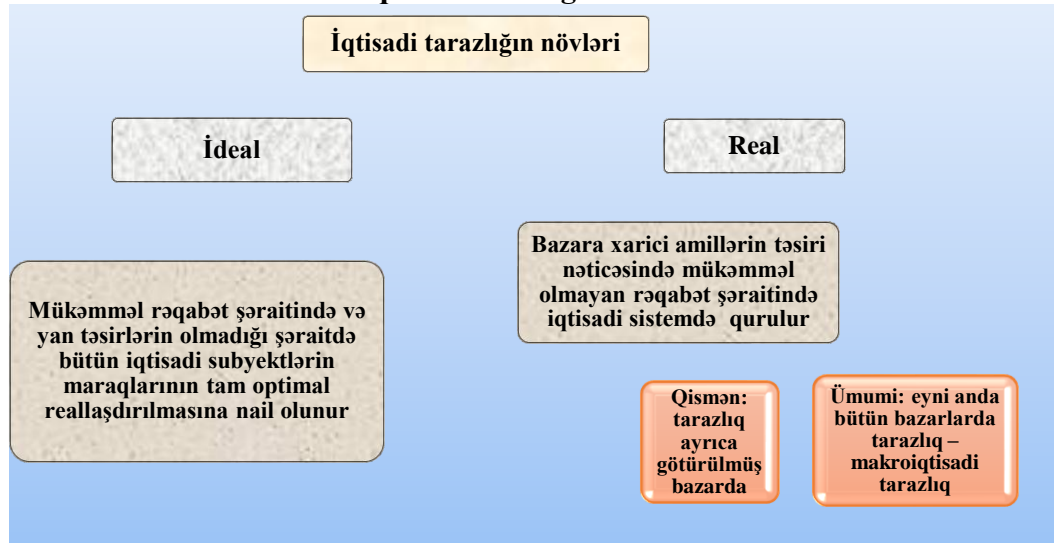 İqtisadi tarazlığın növləri
İdeal
Real
Mükəmməl rəqabət şəraitində və
yan təsirlərin olmadığı şəraitdə
bütün iqtisadi subyektlərin
maraqlarının tam optimal
reallaşdırılmasına nail olunur
Bazara xarici amillərin təsiri
nəticəsində mükəmməl
olmayan rəqabət şəraitində
iqtisadi sistemdə qurulur
Qismən:
tarazlıq
ayrıca
götürülmüş
bazarda
Ümumi: eyni anda
bütün bazarlarda
tarazlıq –
makroiqtisadi
tarazlıq